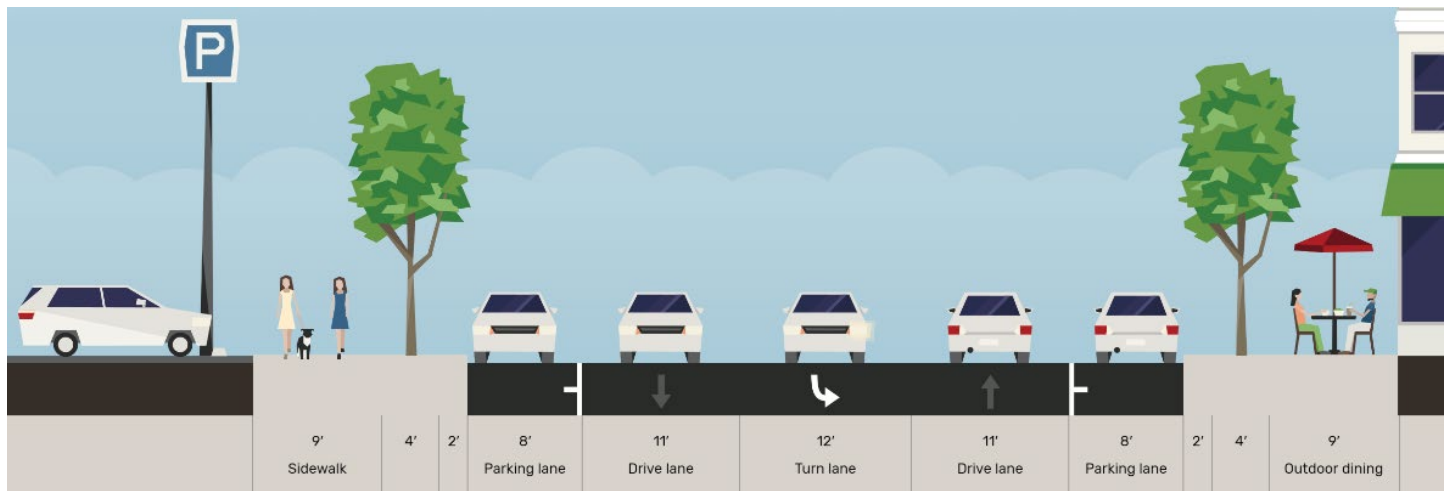 P
9′ 4′ 2′ 8′ 11′ 12′ 11′ 8′ 2′ 4′ 9′
Sidewalk Parking lane Drive lane Turn lane Drive lane Parking lane Outdoor dining